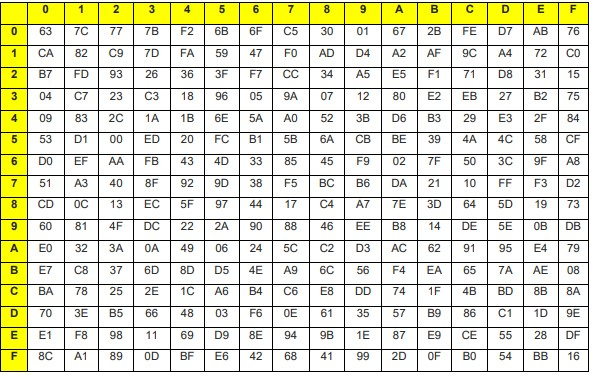 0 1 2 3 4 5 6 7 8 9 A B C D E F
0 63 7C 77 7B F2 6B 6F C5 30 01 67 2B FE D7 AB 76
1 CA 82 C9 7D FA 59 47 F0 AD D4 A2 AF 9C A4 72 C0
2 B7 FD 93 26 36 3F F7 CC 34 A5 E5 F1 71 D8 31 15
3 04 C7 23 C3 18 96 05 9A 07 12 80 E2 EB 27 B2 75
4 09 83 2C 1A 1B 6E 5A A0 52 3B D6 B3 29 E3 2F 84
5 53 D1 00 ED 20 FC B1 5B 6A CB BE 39 4A 4C 58 CF
6 D0 EF AA FB 43 4D 33 85 45 F9 02 7F 50 3C 9F A8
7 51 A3 40 8F 92 9D 38 F5 BC B6 DA 21 10 FF F3 D2
8 CD 0C 13 EC 5F 97 44 17 C4 A7 7E 3D 64 5D 19 73
9 60 81 4F DC 22 2A 90 88 46 EE B8 14 DE 5E 0B DB
A E0 32 3A 0A 49 06 24 5C C2 D3 AC 62 91 95 E4 79
B E7 C8 37 6D 8D D5 4E A9 6C 56 F4 EA 65 7A AE 08
C BA 78 25 2E 1C A6 B4 C6 E8 DD 74 1F 4B BD 8B 8A
D 70 3E B5 66 48 03 F6 0E 61 35 57 B9 86 C1 1D 9E
E E1 F8 98 11 69 D9 8E 94 9B 1E 87 E9 CE 55 28 DF
F 8C A1 89 0D BF E6 42 68 41 99 2D 0F B0 54 BB 16